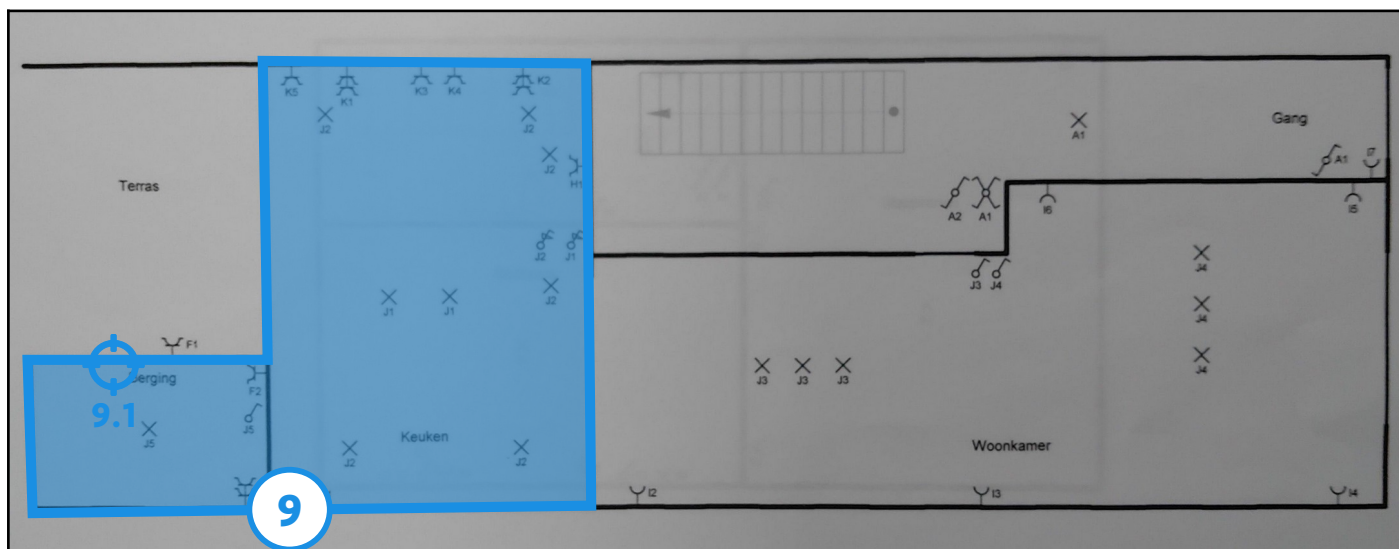 K5
K1
K3
K4
K2
J2
J2
A1
Gang
J2
H1
A1
I7
Terras
A2
A1
I6
I5
J2
J1
J3
J4
J4
J2
J1
J1
J4
F1
Berging
F2
J3
J3
J3
J4
9.1
J5
J5
Keuken
Woonkamer
J2
J2
9
I2
I3
I4